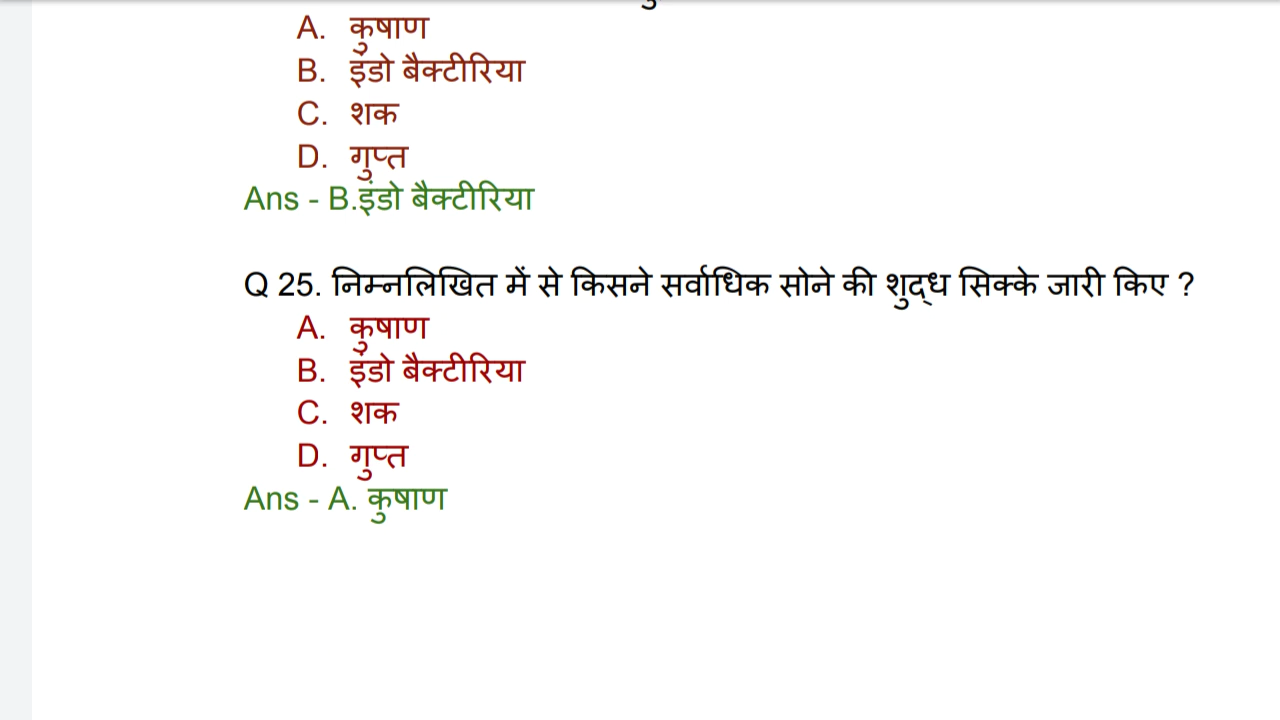 A. कुषाण
B. इंडो बैक्टीरिया
C. शक
D. गुप्त
Ans - B.इंडो बैक्टीरिया
Q 25. निम्नलिखित में से किसने सर्वाधिक सोने की शुद्ध सिक्के जारी किए ?
A. कुषाण
B. इंडो बैक्टीरिया
C. शक
D. गुप्त
Ans - A. कुषाण